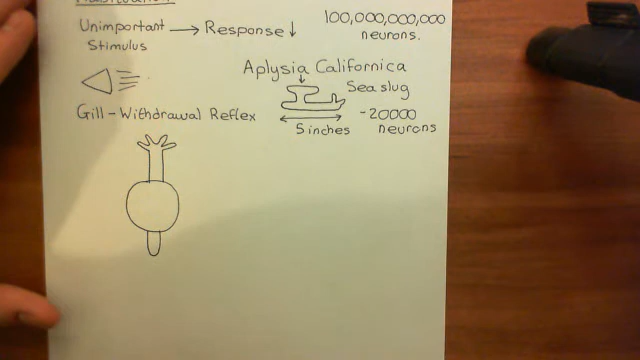 Habituation:
Unimportant → Response ↓
Stimulus
100,000,000,000
neurons.
Aplysia Californica
Sea slug
Gill-Withdrawal Reflex
5 inches
~20000
neurons